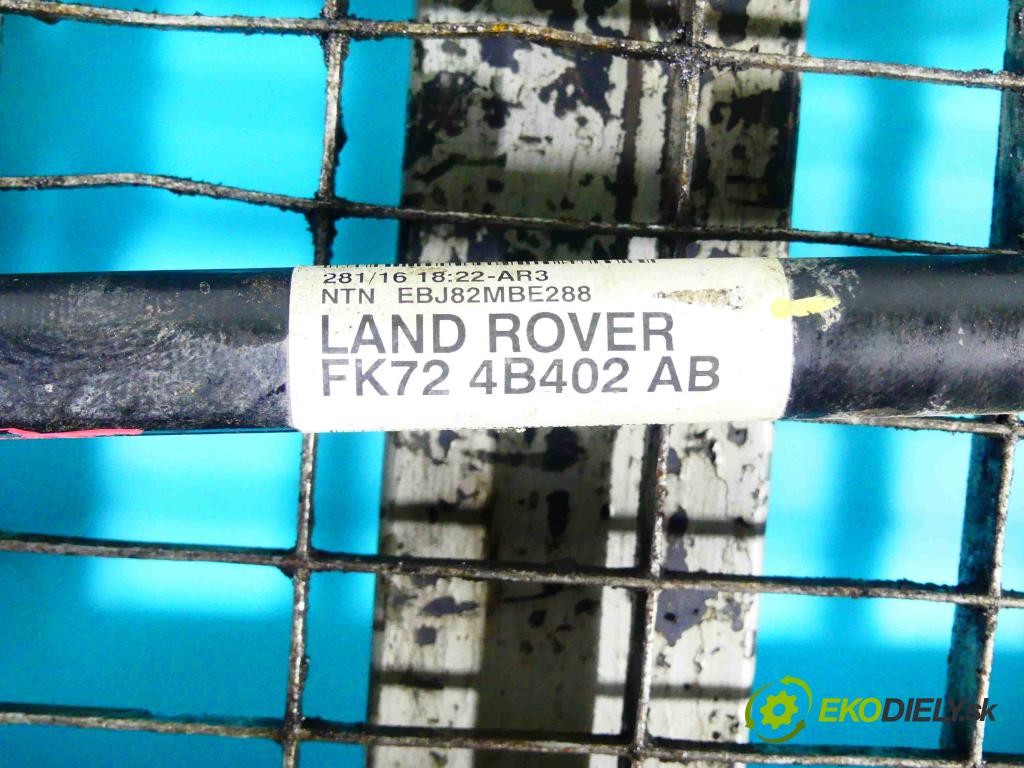 281/16 18:22-AR3
NTN EBJ82MBE288
LAND ROVER
FK72 4B402 AB
EKODIELY.sk